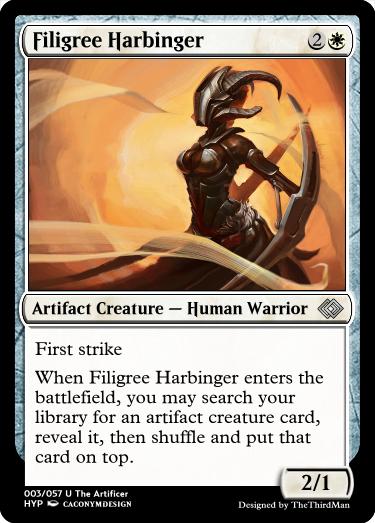 Filigree Harbinger 2
Artifact Creature — Human Warrior
First strike
When Filigree Harbinger enters the
battlefield, you may search your
library for an artifact creature card,
reveal it, then shuffle and put that
card on top.
2/1
003/057 U The Artificer
HYP CACONYMDESIGN
Designed by TheThirdMan